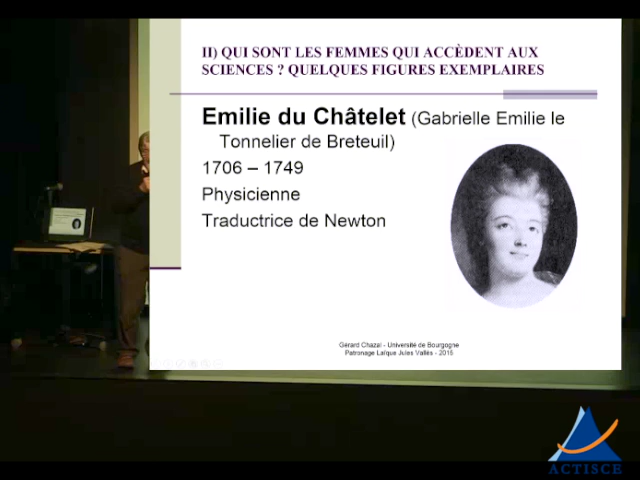 II) QUI SONT LES FEMMES QUI ACCÈDENT AUX
SCIENCES ? QUELQUES FIGURES EXEMPLAIRES
Emilie du Châtelet (Gabrielle Emilie le
Tonnelier de Breteuil)
1706 – 1749
Physicienne
Traductrice de Newton
Gérard Chazal - Université de Bourgogne
Patronage Laïque Jules Vallès - 2015
ACTISCE